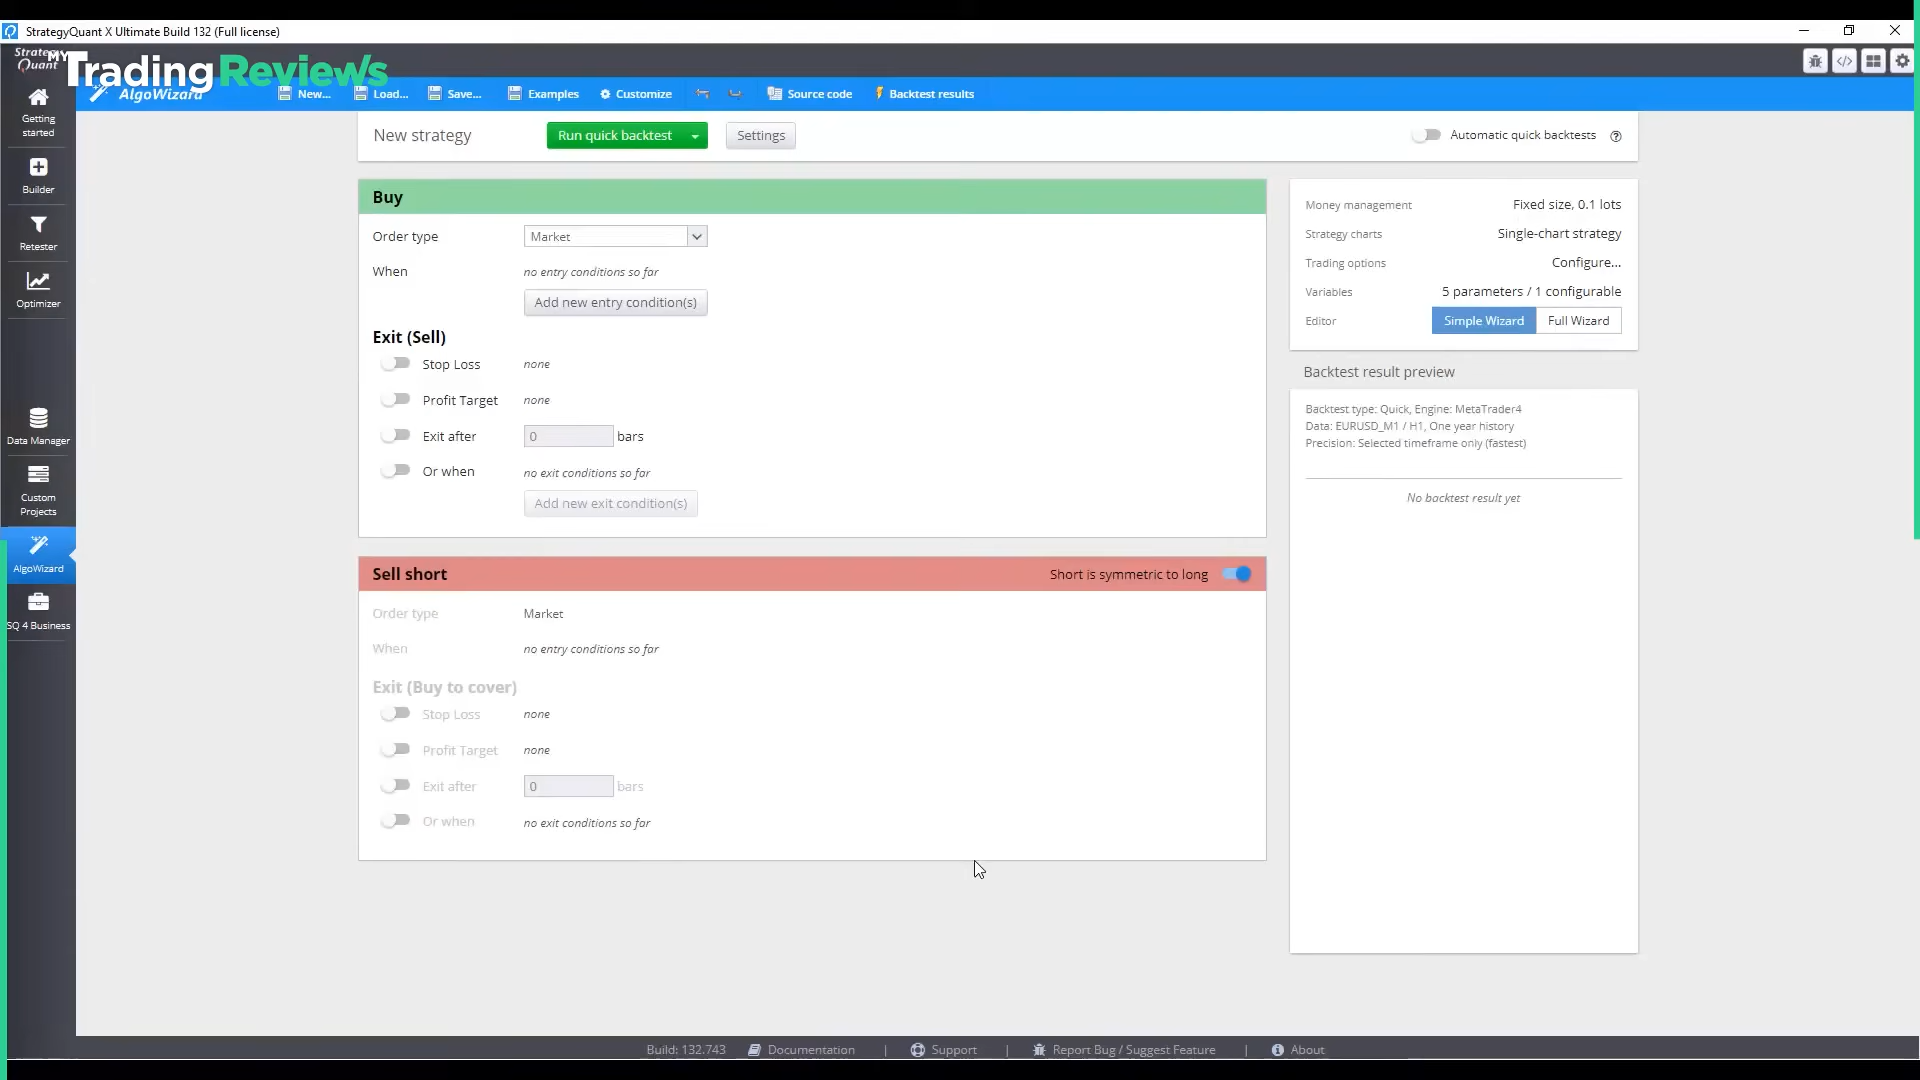 StrategyQuant X Ultimate Build 132 (Full license)
Strategy
Quant
MY Trading Reviews
AlgoWizard
New...
Load...
Save...
Examples
Customize
Source code
Backtest results
Getting
started
Builder
Retester
Optimizer
Data Manager
Custom
Projects
AlgoWizard
SQ 4 Business
New strategy
Run quick backtest
Settings
Automatic quick backtests
Buy
Order type
Market
When
no entry conditions so far
Add new entry condition(s)
Exit (Sell)
Stop Loss
none
Profit Target
none
Exit after
0
bars
Or when
no exit conditions so far
Add new exit condition(s)
Sell short
Short is symmetric to long
Order type
Market
When
no entry conditions so far
Exit (Buy to cover)
Stop Loss
none
Profit Target
none
Exit after
0
bars
Or when
no exit conditions so far
Money management
Fixed size, 0.1 lots
Strategy charts
Single-chart strategy
Trading options
Configure...
Variables
5 parameters / 1 configurable
Editor
Simple Wizard
Full Wizard
Backtest result preview
Backtest type: Quick, Engine: MetaTrader4
Data: EURUSD_M1 / H1, One year history
Precision: Selected timeframe only (fastest)
No backtest result yet
Build: 132.743
Documentation
|
Support
|
Report Bug / Suggest Feature
|
About